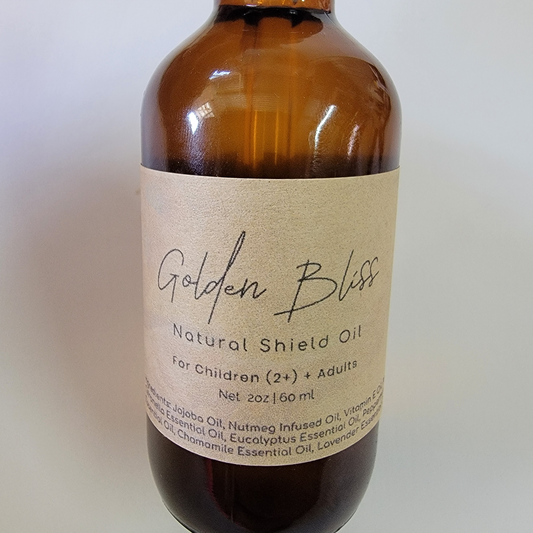 Golden Bliss
Natural Shield Oil
For Children (2+) + Adults
Net 2oz | 60 ml
Jojoba Oil, Nutmeg Infused Oil, Vitamin E
Essential Oil, Eucalyptus Essential Oil,
Oil, Chamomile Essential Oil, Lavender